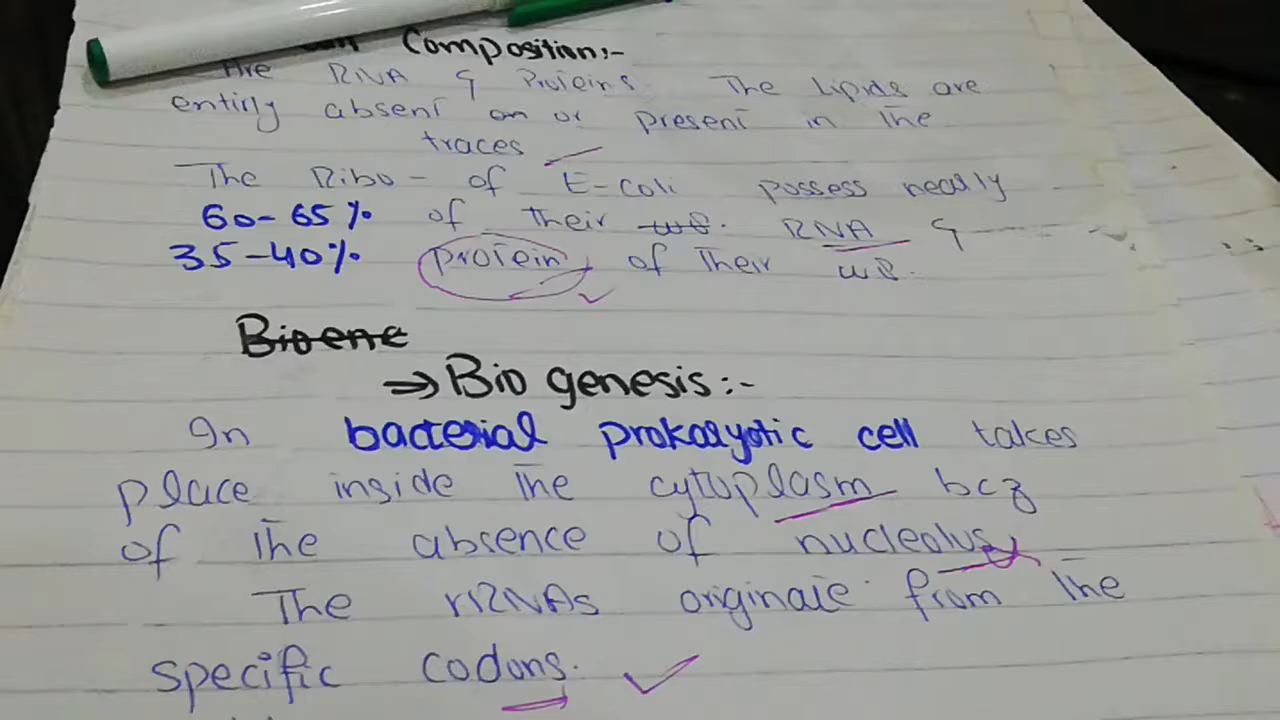 Composition:-
are RNA & Proteins. The Lipids are
entirly absent on or present in the
traces
The Ribo - of E-coli possess nearly
60-65% of their wt. RNA &
35-40% protein of their wt.
Bioene
⇒ Bio genesis:-
In bacterial prokaryotic cell takes
place inside the cytoplasm bcz
of the absence of nucleolus
The rRNAs originate from the
specific codons.